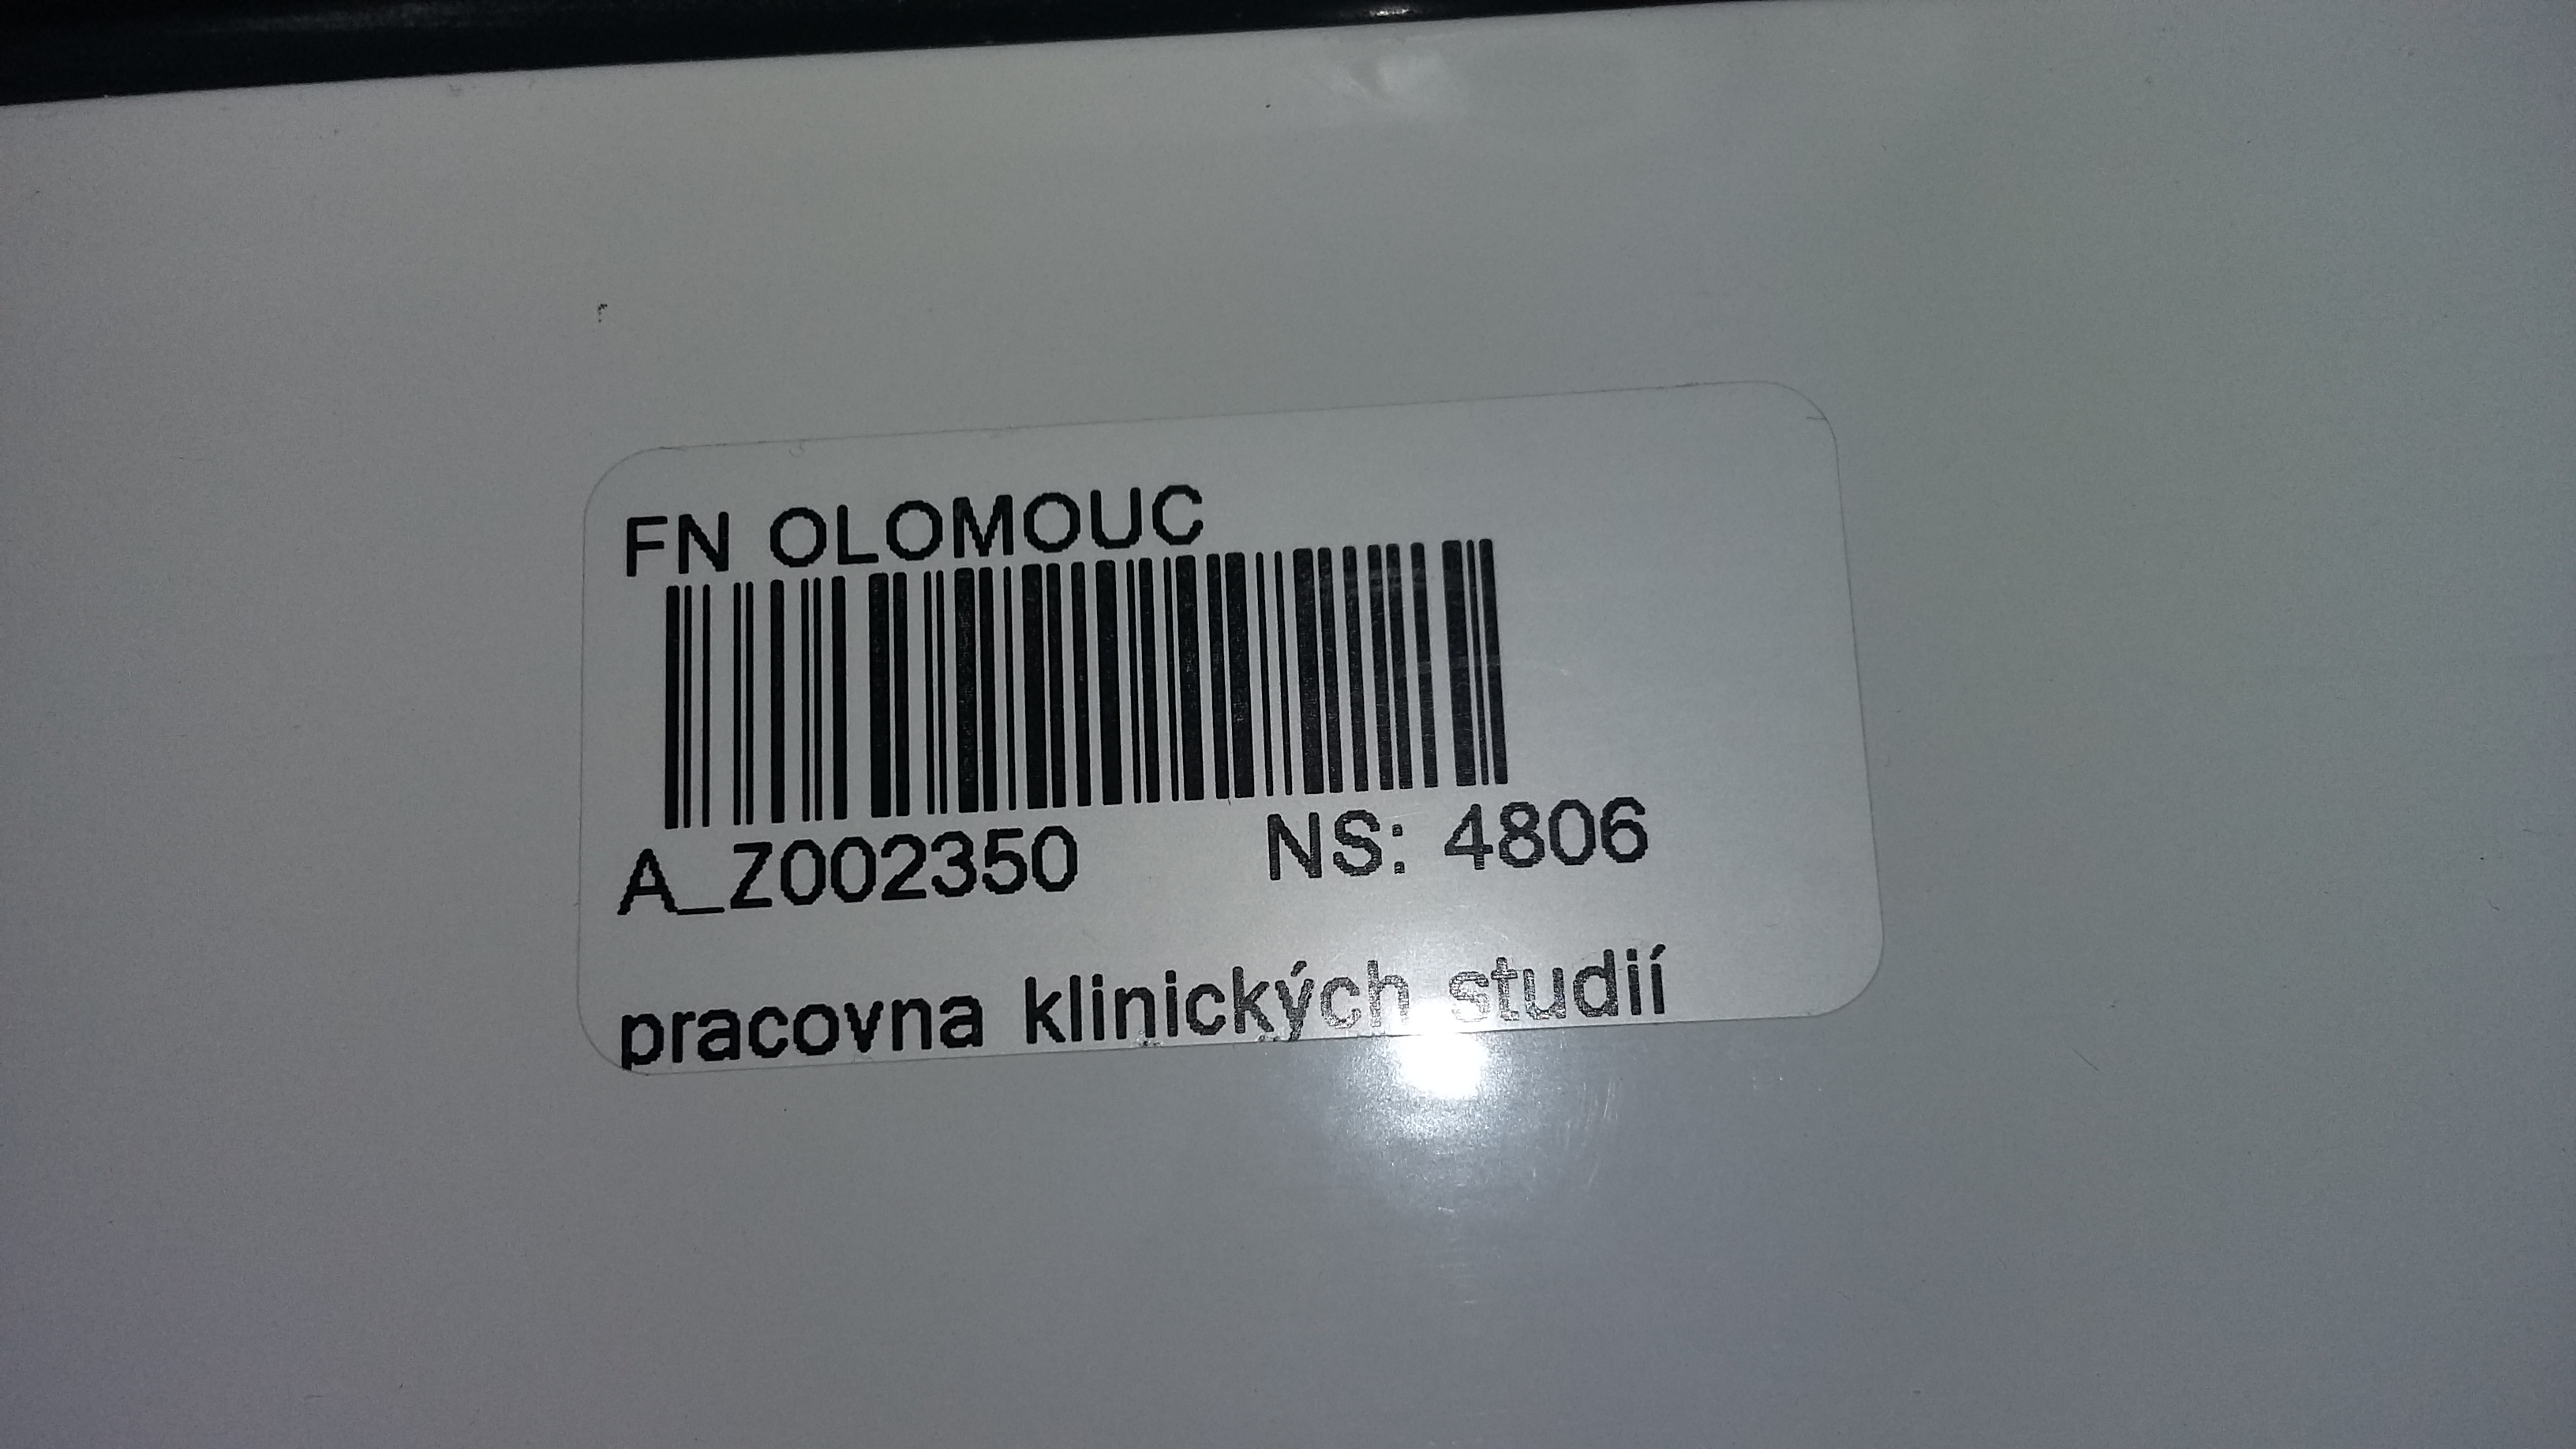 FN OLOMOUC
A_Z002350 NS: 4806
pracovna klinických studií